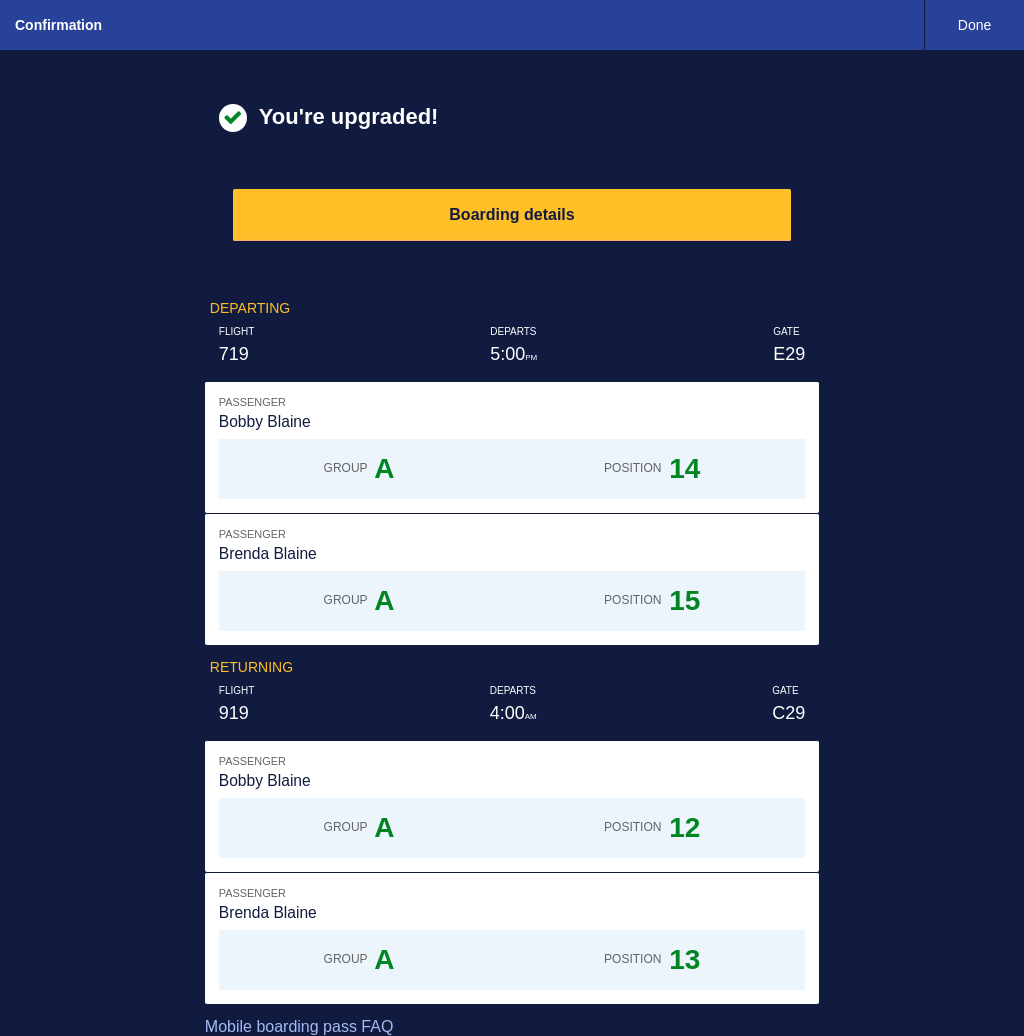 Confirmation
Done
You're upgraded!
Boarding details
DEPARTING
FLIGHT DEPARTS GATE
719 5:00PM E29
PASSENGER
Bobby Blaine
GROUP A POSITION 14
PASSENGER
Brenda Blaine
GROUP A POSITION 15
RETURNING
FLIGHT DEPARTS GATE
919 4:00AM C29
PASSENGER
Bobby Blaine
GROUP A POSITION 12
PASSENGER
Brenda Blaine
GROUP A POSITION 13
Mobile boarding pass FAQ